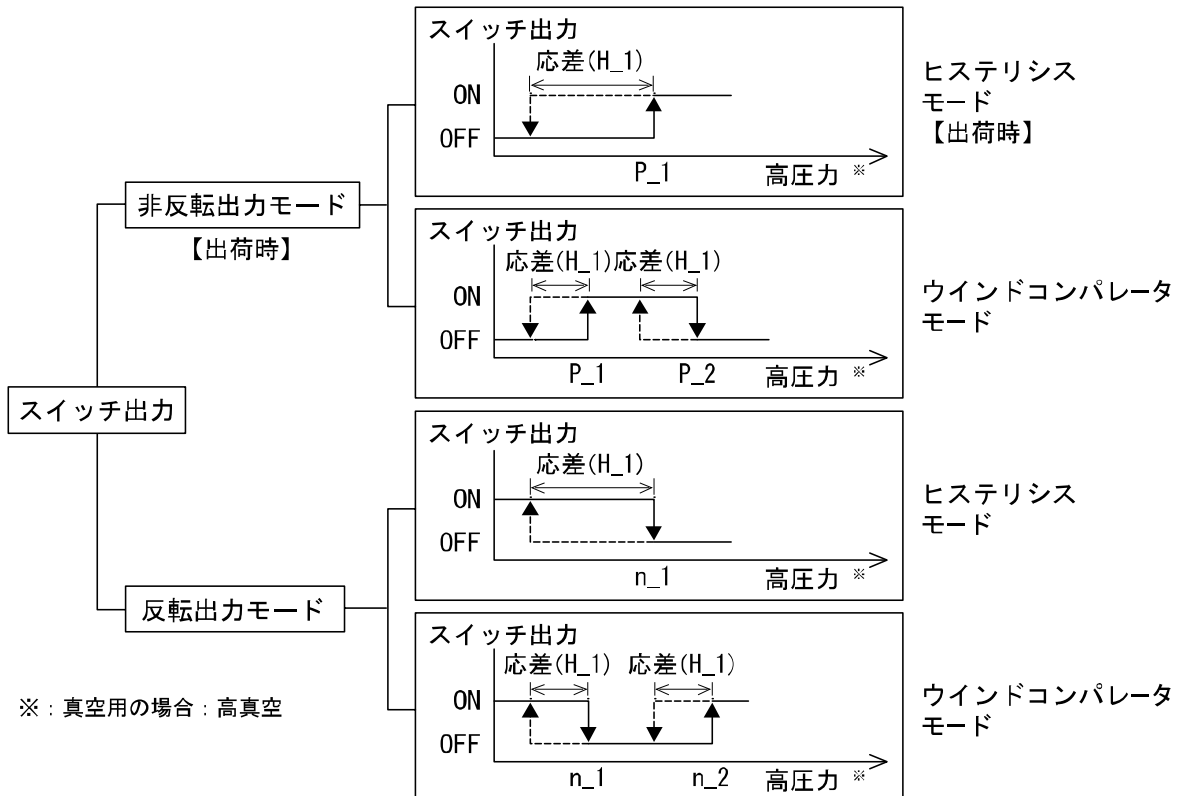 スイッチ出力
応差(H_1)
ON
OFF
P_1
高圧力 ※
ヒステリシス
モード
【出荷時】
非反転出力モード
【出荷時】
スイッチ出力
応差(H_1)応差(H_1)
ON
OFF
P_1
P_2
高圧力 ※
ウインドコンパレータ
モード
スイッチ出力
スイッチ出力
応差(H_1)
ON
OFF
n_1
高圧力 ※
ヒステリシス
モード
反転出力モード
スイッチ出力
応差(H_1) 応差(H_1)
ON
OFF
n_1
n_2
高圧力 ※
ウインドコンパレータ
モード
※：真空用の場合：高真空